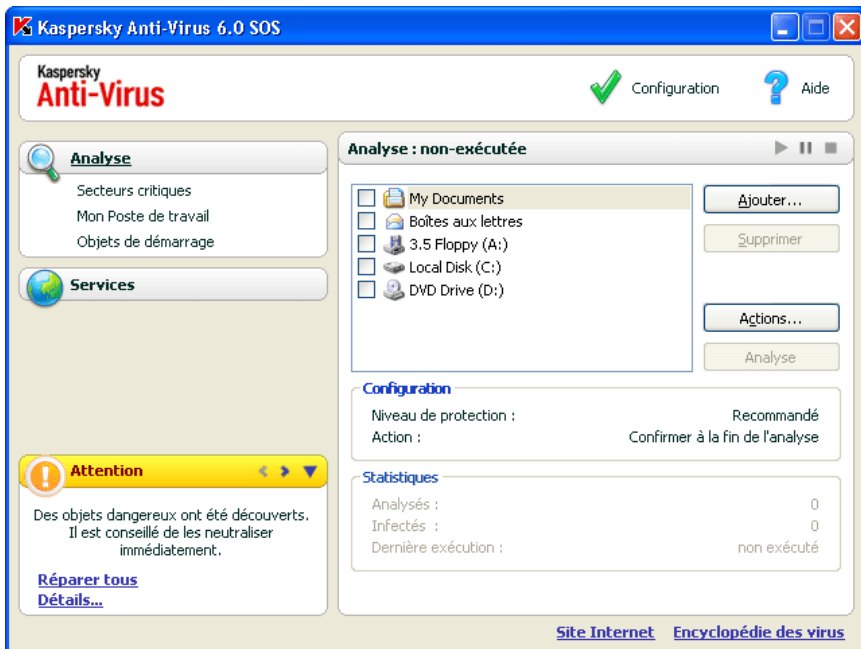 Kaspersky Anti-Virus 6.0 SOS
Kaspersky
Anti-Virus
Configuration
Aide
Analyse
Secteurs critiques
Mon Poste de travail
Objets de démarrage
Services
Attention
Des objets dangereux ont été découverts.
Il est conseillé de les neutraliser
immédiatement.
Réparer tous
Détails...
Analyse : non-exécutée
My Documents
Boîtes aux lettres
3.5 Floppy (A:)
Local Disk (C:)
DVD Drive (D:)
Ajouter...
Supprimer
Actions...
Analyse
Configuration
Niveau de protection : Recommandé
Action : Confirmer à la fin de l'analyse
Statistiques
Analysés : 0
Infectés : 0
Dernière exécution : non exécuté
Site Internet Encyclopédie des virus